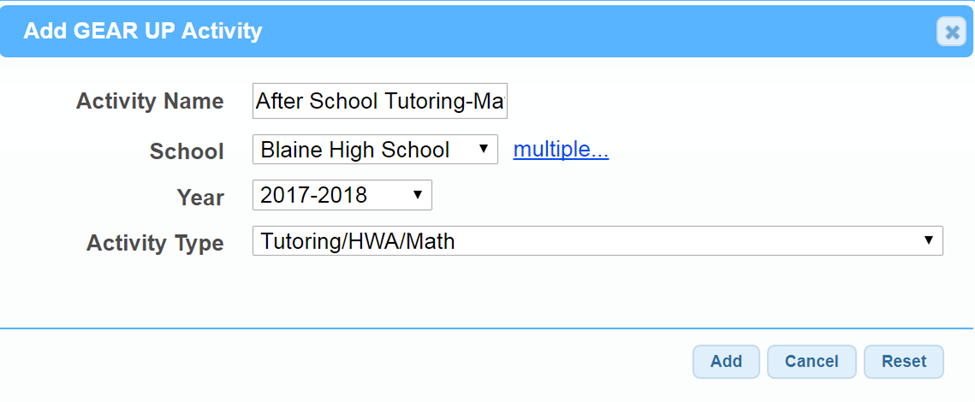 Add GEAR UP Activity
Activity Name After School Tutoring-Ma
School Blaine High School multiple...
Year 2017-2018
Activity Type Tutoring/HWA/Math
Add Cancel Reset